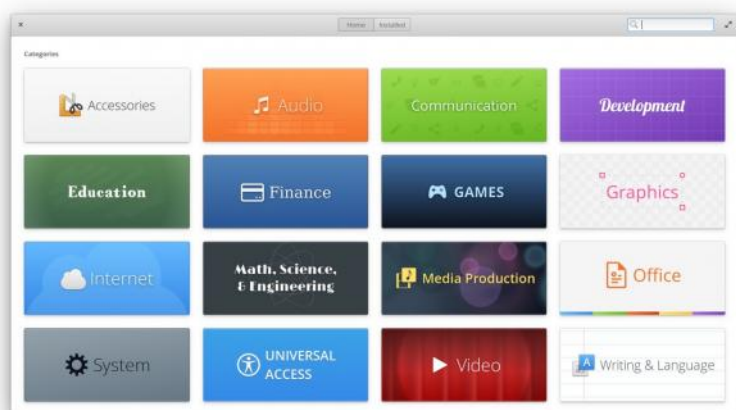 Home Installed
Categories
Accessories
Audio
Communication
Development
Education
Finance
GAMES
Graphics
Internet
Math, Science,
& Engineering
Media Production
Office
System
UNIVERSAL
ACCESS
Video
Writing & Language